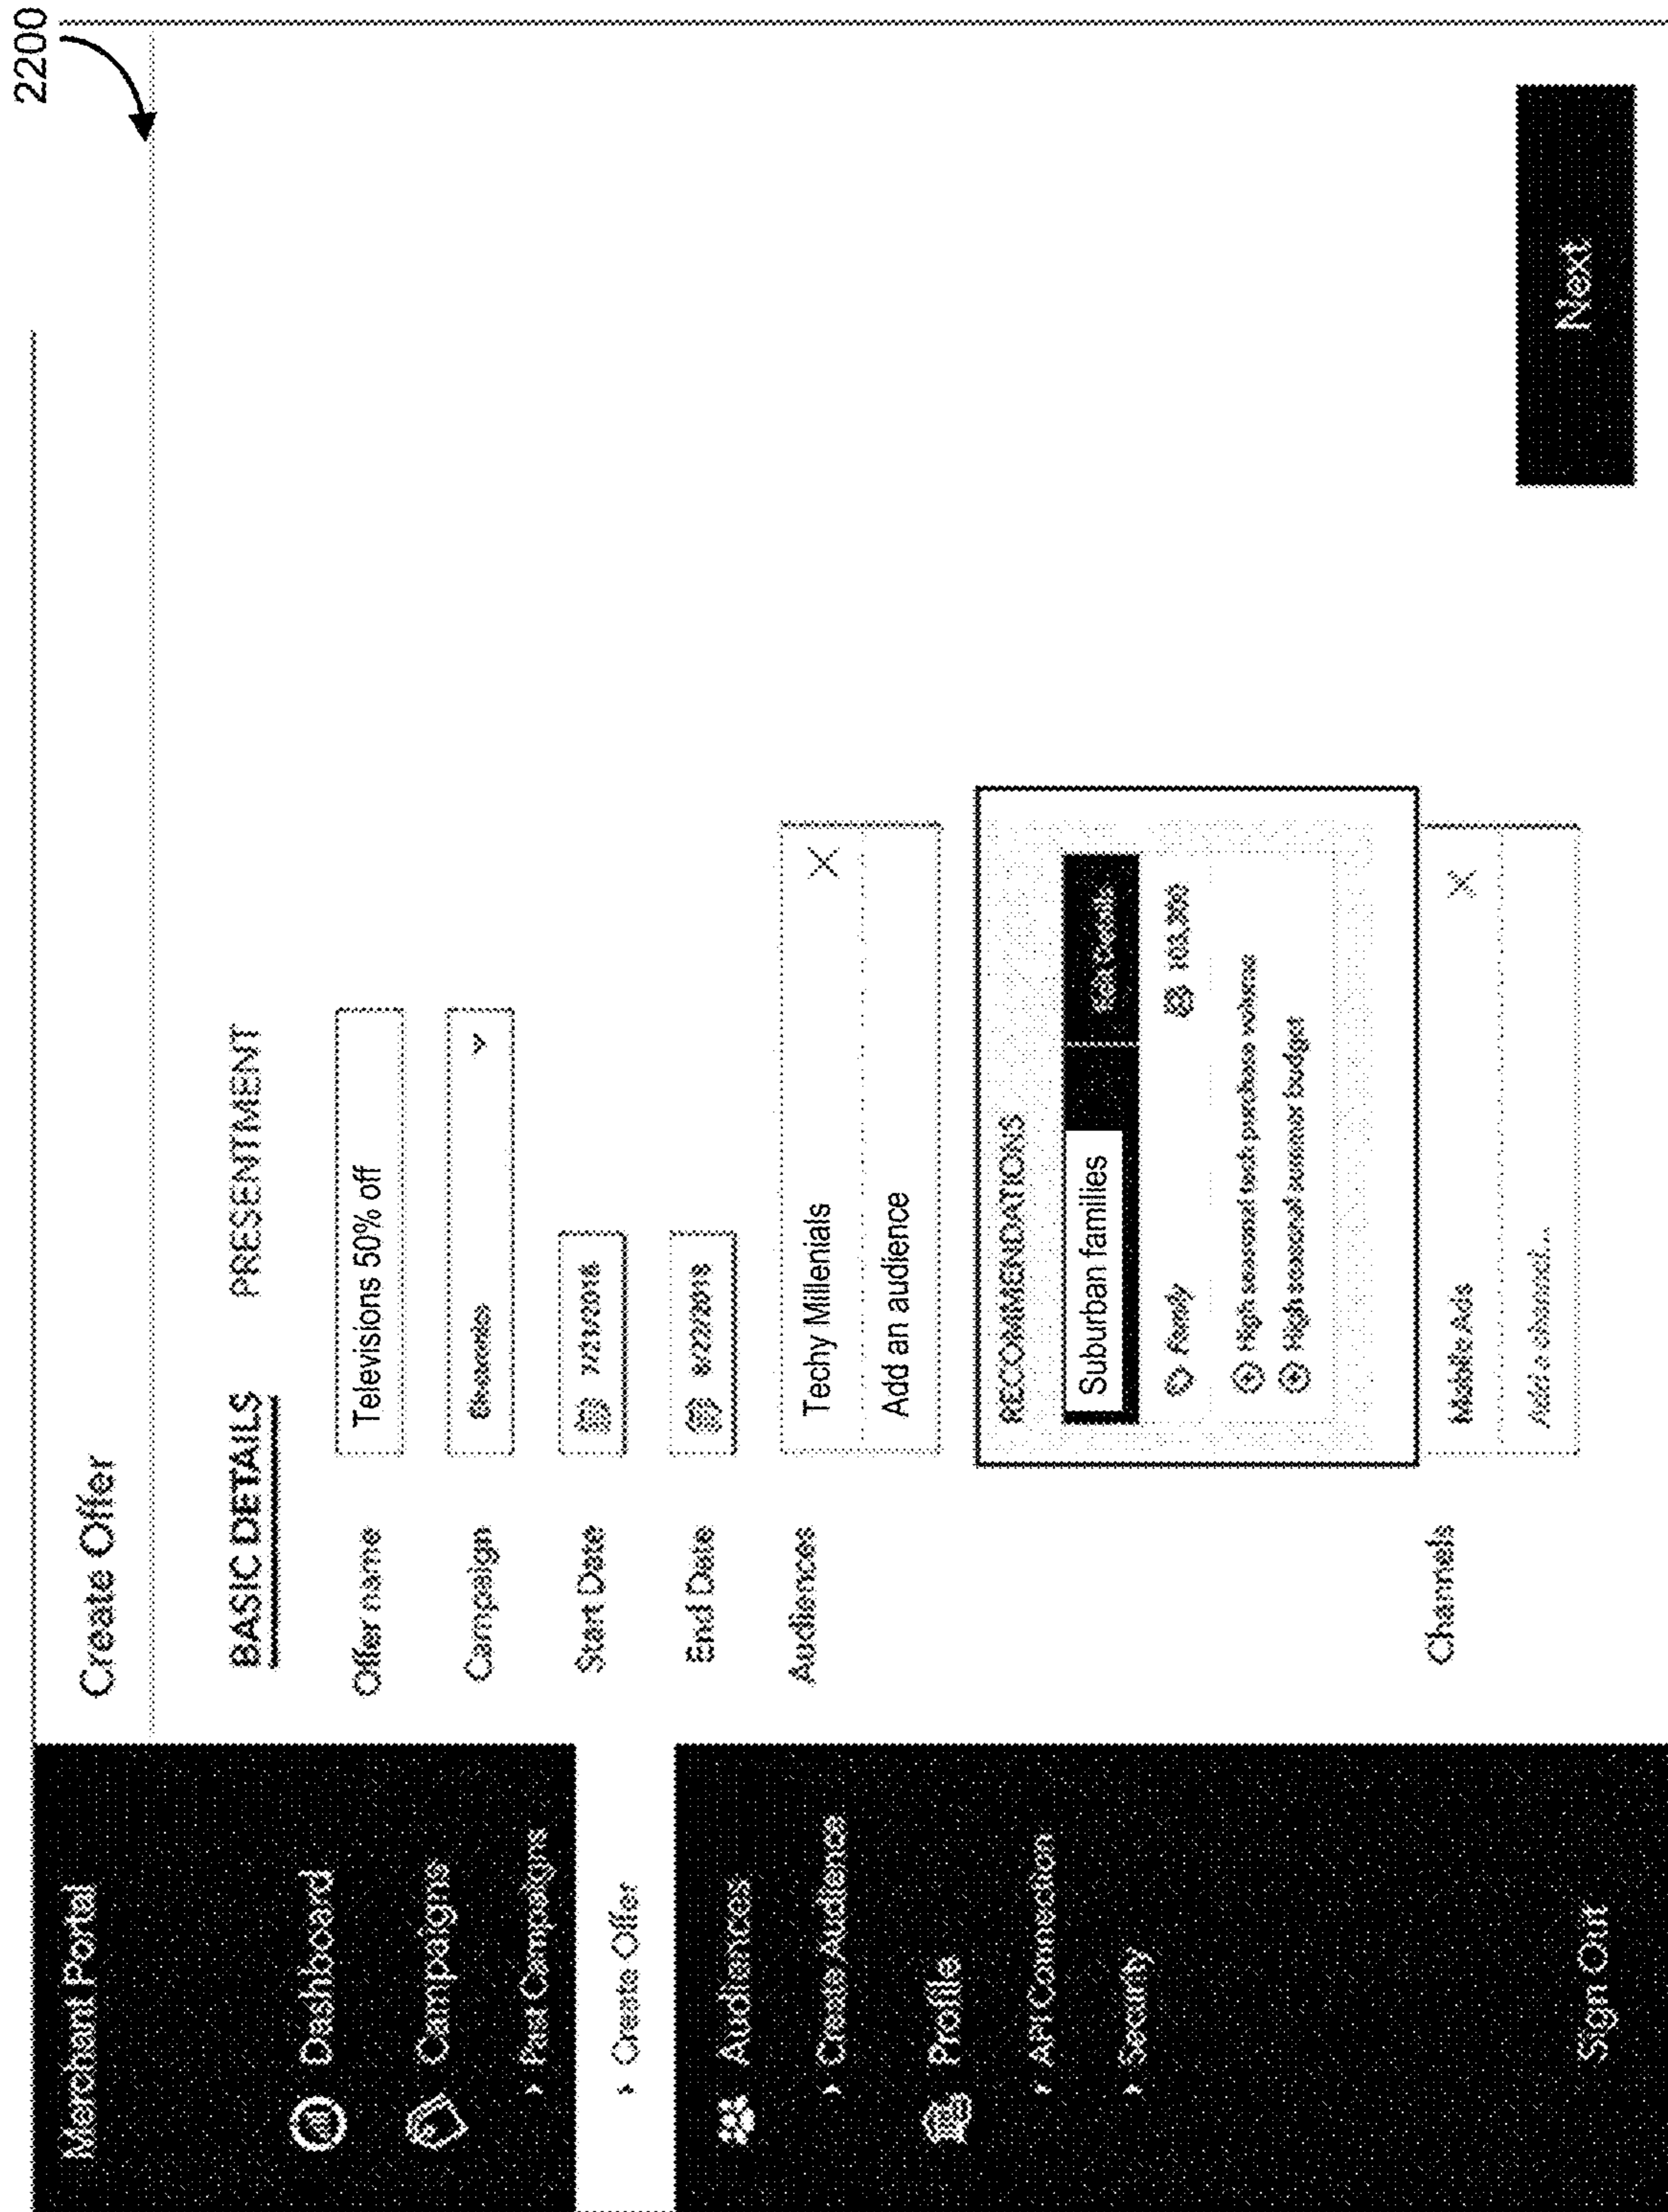 2200
Merchant Portal
Dashboard
Campaigns
Past Campaigns
Create Offer
Audiences
Create Audience
Profile
API Connection
Security
Sign Out
Create Offer
BASIC DETAILS
PRESENTMENT
Offer name
Televisions 50% off
Campaign
Start Date
End Date
Audiences
Techy Millenials
Add an audience
RECOMMENDATIONS
Suburban families
Edit Details
Family
High seasonal tech purchase volume
High seasonal summer budget
Channels
Mobile Ads
Add a channel...
Next